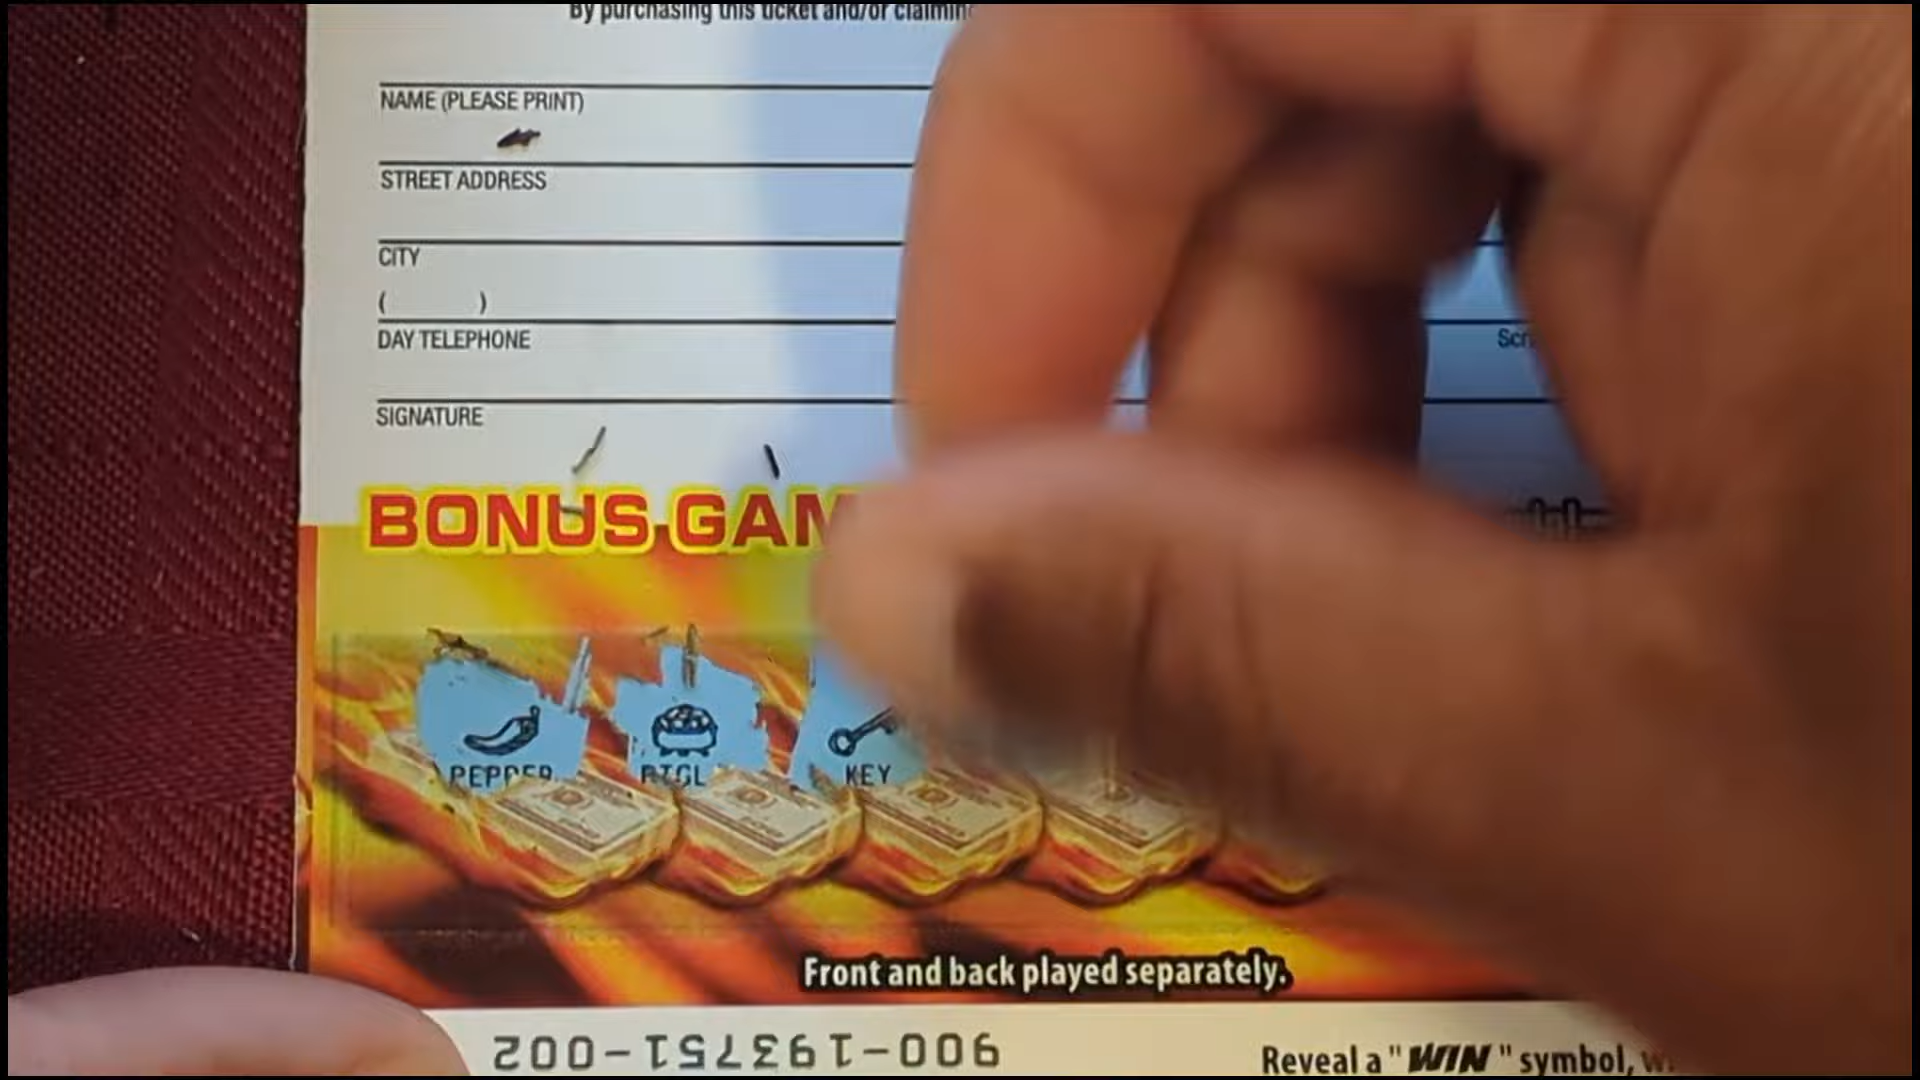 By purchasing this ticket and/or claiming
NAME (PLEASE PRINT)
STREET ADDRESS
CITY
( )
DAY TELEPHONE
SIGNATURE
BONUS GAM
PEPPER
KEY
Front and back played separately.
900-193751-002
Reveal a "WIN" symbol,